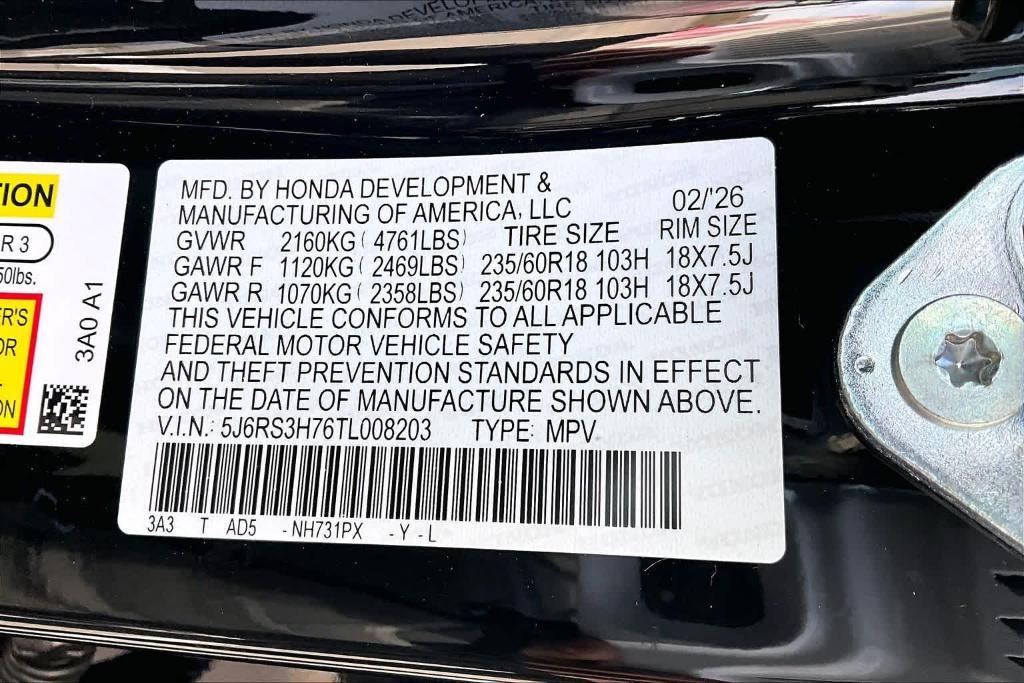 MFD. BY HONDA DEVELOPMENT &
MANUFACTURING OF AMERICA, LLC 02/'26
GVWR 2160KG ( 4761LBS) TIRE SIZE RIM SIZE
GAWR F 1120KG ( 2469LBS) 235/60R18 103H 18X7.5J
GAWR R 1070KG ( 2358LBS) 235/60R18 103H 18X7.5J
THIS VEHICLE CONFORMS TO ALL APPLICABLE
FEDERAL MOTOR VEHICLE SAFETY
AND THEFT PREVENTION STANDARDS IN EFFECT
ON THE DATE OF MANUFACTURE SHOWN ABOVE.
V.I.N.: 5J6RS3H76TL008203 TYPE: MPV
3A3 T AD5 -NH731PX -Y-L
R 3
3A0 A1